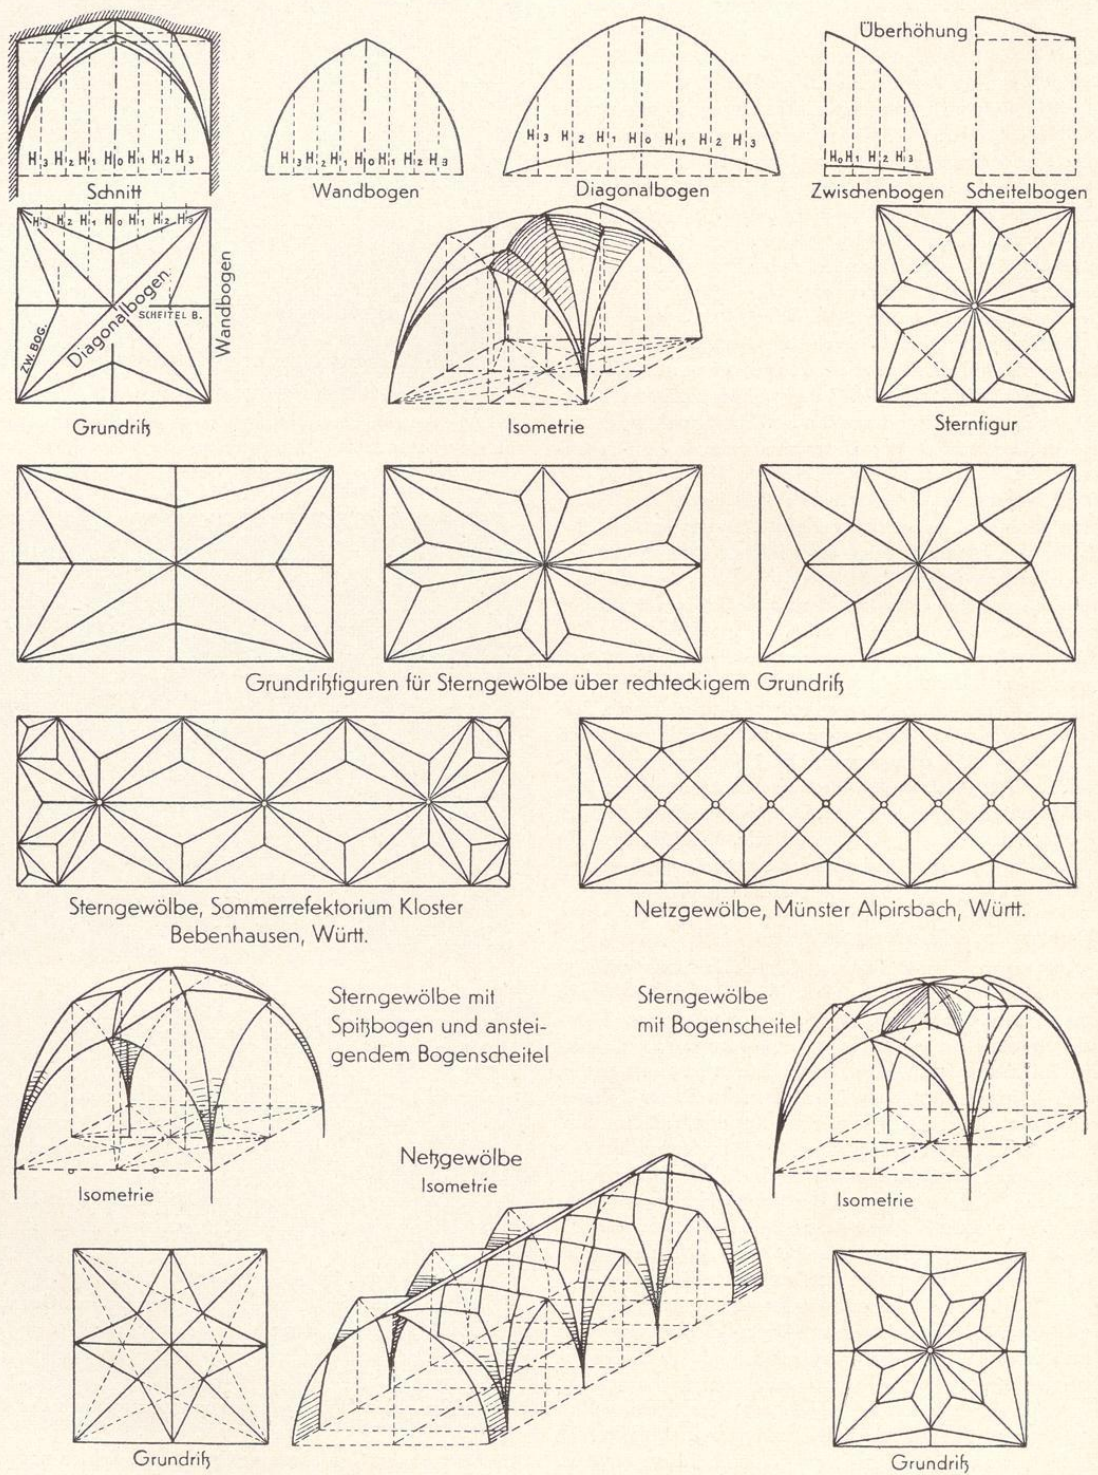 Überhöhung
H3 H2 H1 H0 H1 H2 H3
H3 H2 H1 H0 H1 H2 H3
H3 H2 H1 H0 H1 H2 H3
H0 H1 H2 H3
Schnitt
Wandbogen
Diagonalbogen
Zwischenbogen
Scheitelbogen
H3 H2 H1 H0 H1 H2 H3
Diagonalbogen
SCHEITEL B.
ZW. BOG.
Wandbogen
Grundriß
Isometrie
Sternfigur
Grundrißfiguren für Sterngewölbe über rechteckigem Grundriß
Sterngewölbe, Sommerrefektorium Kloster
Bebenhausen, Württ.
Netzgewölbe, Münster Alpirsbach, Württ.
Sterngewölbe mit
Spitzbogen und anstei-
gendem Bogenscheitel
Isometrie
Sterngewölbe
mit Bogenscheitel
Isometrie
Netzgewölbe
Isometrie
Grundriß
Grundriß